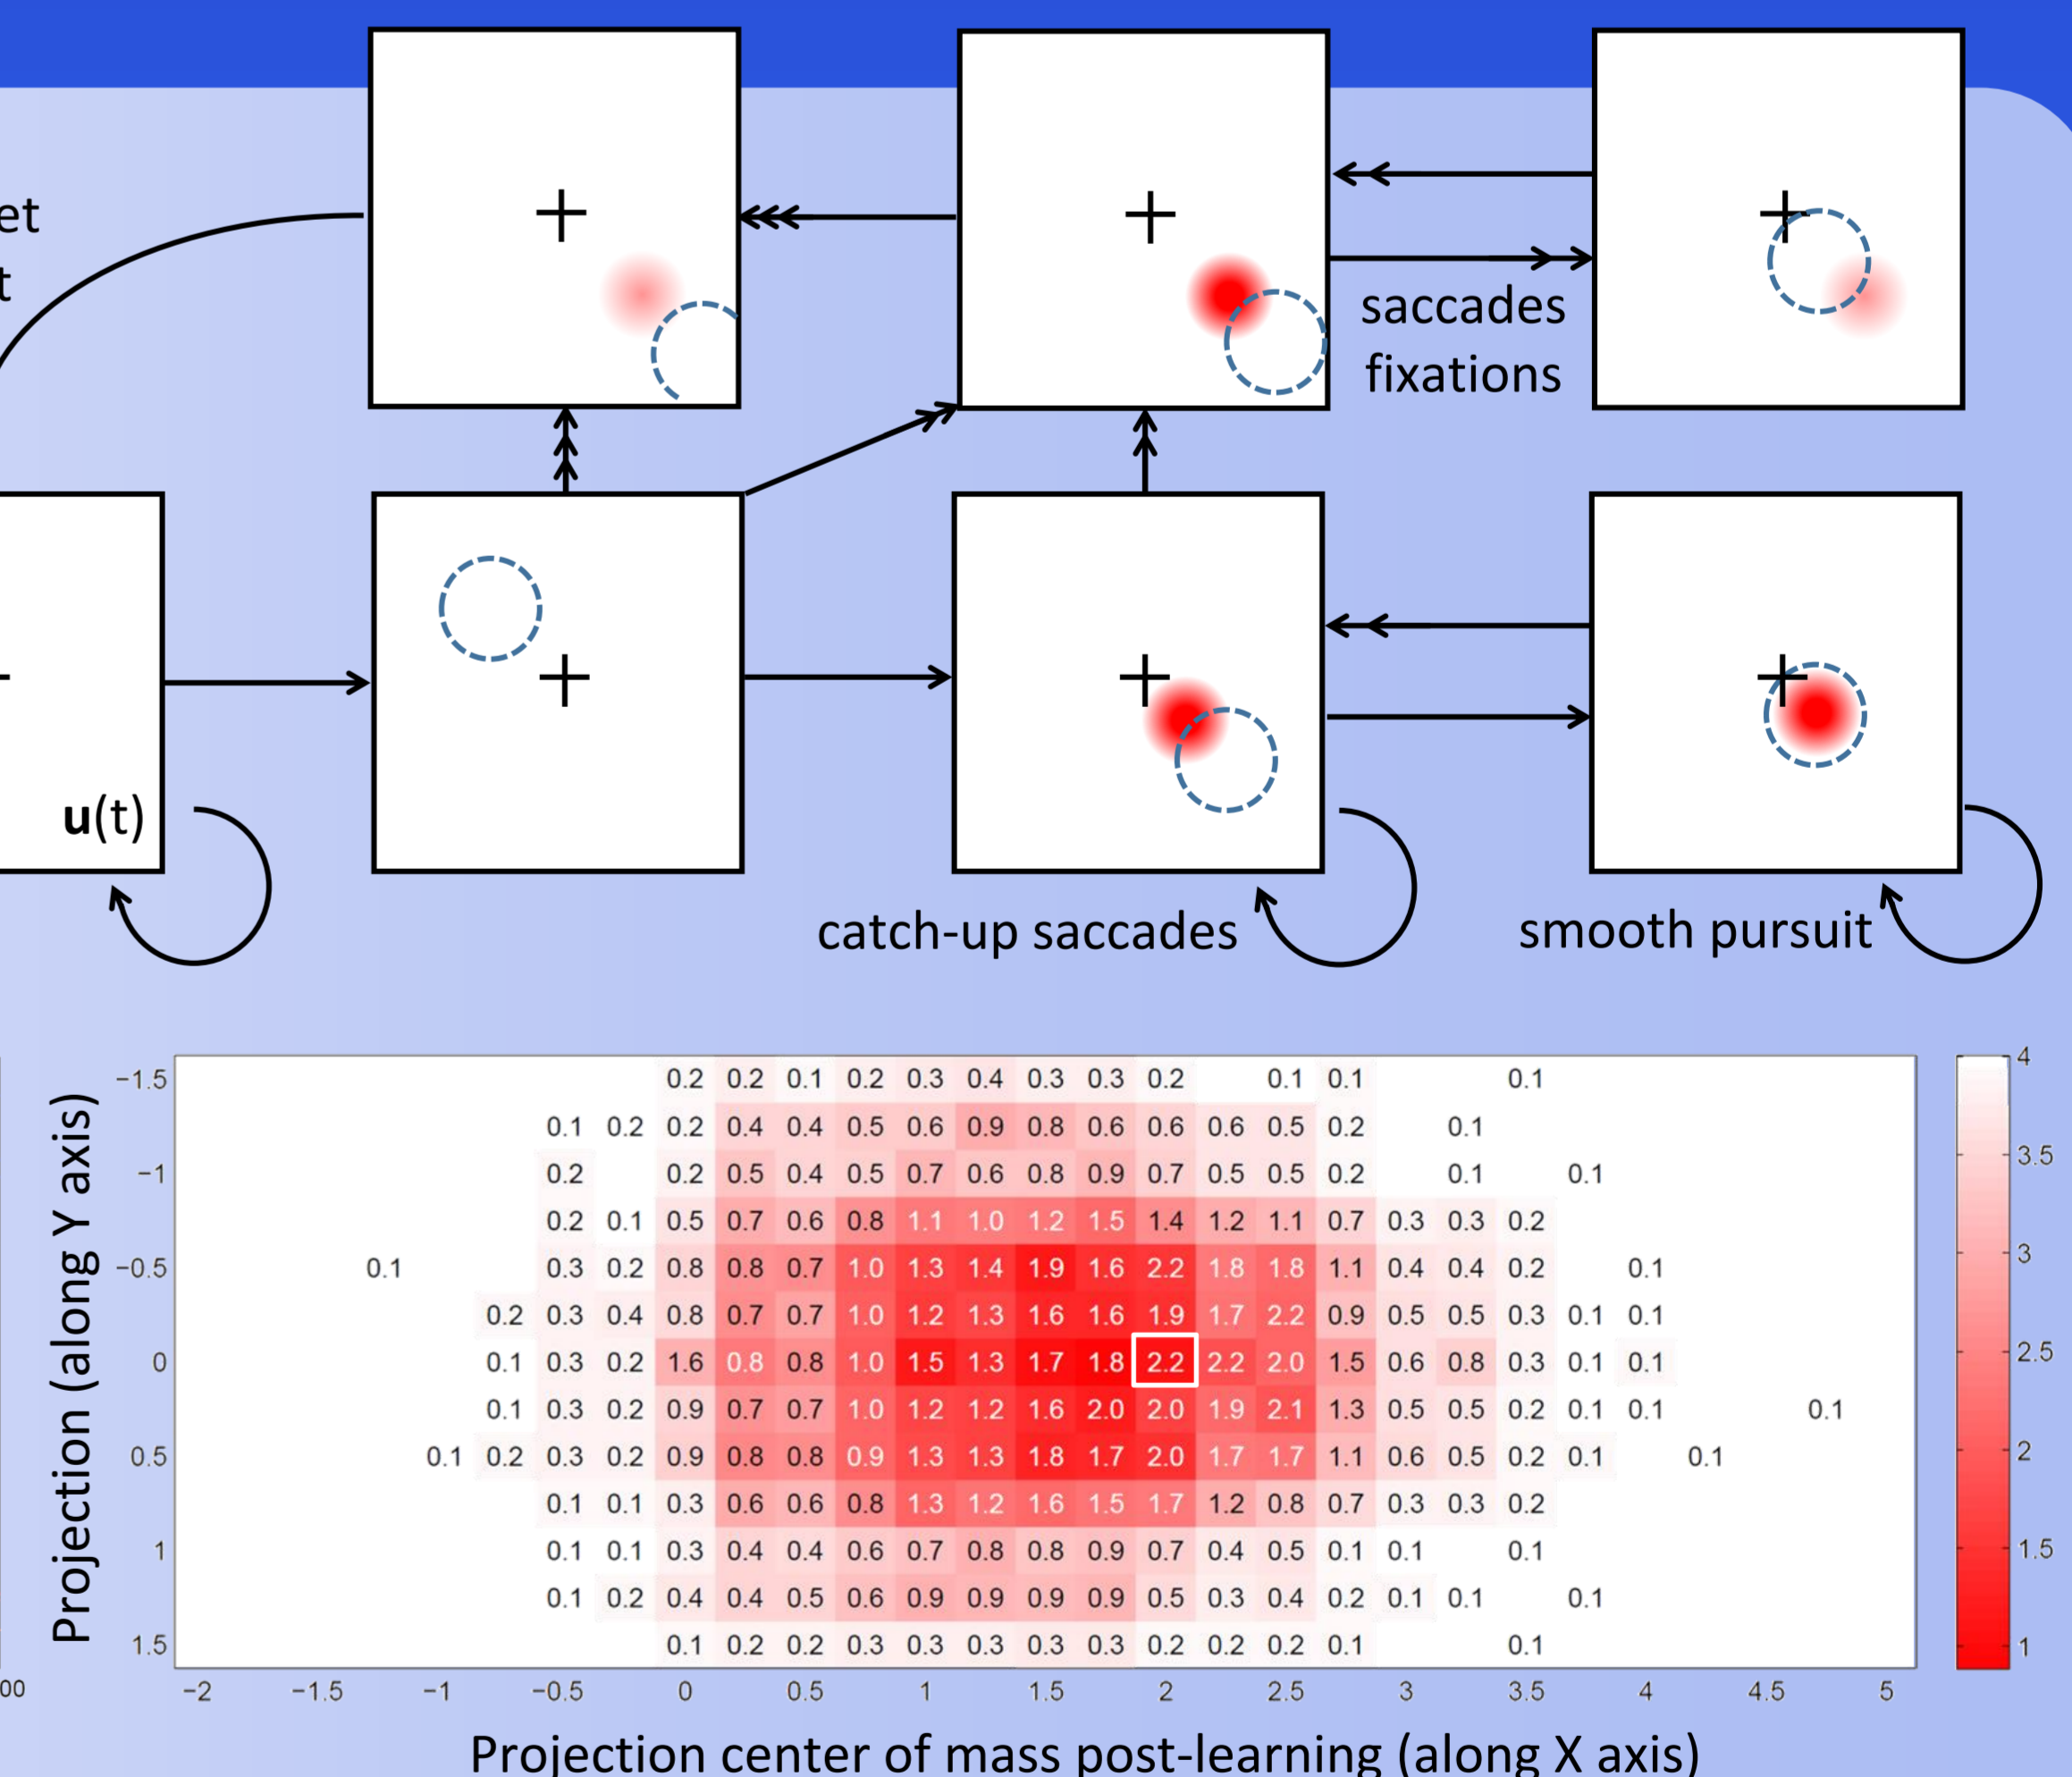 et
t
saccades
fixations
u(t)
catch-up saccades
smooth pursuit
Projection (along Y axis)
−1.5 0.2 0.2 0.1 0.2 0.3 0.4 0.3 0.3 0.2 0.1 0.1 0.1
0.1 0.2 0.2 0.4 0.4 0.5 0.6 0.9 0.8 0.6 0.6 0.6 0.5 0.2 0.1
−1 0.2 0.2 0.5 0.4 0.5 0.7 0.6 0.8 0.9 0.7 0.5 0.5 0.2 0.1 0.1
0.2 0.1 0.5 0.7 0.6 0.8 1.1 1.0 1.2 1.5 1.4 1.2 1.1 0.7 0.3 0.3 0.2
−0.5 0.1 0.3 0.2 0.8 0.8 0.7 1.0 1.3 1.4 1.9 1.6 2.2 1.8 1.8 1.1 0.4 0.4 0.2 0.1
0.2 0.3 0.4 0.8 0.7 0.7 1.0 1.2 1.3 1.6 1.6 1.9 1.7 2.2 0.9 0.5 0.5 0.3 0.1 0.1
0 0.1 0.3 0.2 1.6 0.8 0.8 1.0 1.5 1.3 1.7 1.8 2.2 2.2 2.0 1.5 0.6 0.8 0.3 0.1 0.1
0.1 0.3 0.2 0.9 0.7 0.7 1.0 1.2 1.2 1.6 2.0 2.0 1.9 2.1 1.3 0.5 0.5 0.2 0.1 0.1 0.1
0.5 0.1 0.2 0.3 0.2 0.9 0.8 0.8 0.9 1.3 1.3 1.8 1.7 2.0 1.7 1.7 1.1 0.6 0.5 0.2 0.1 0.1
0.1 0.1 0.3 0.6 0.6 0.8 1.3 1.2 1.6 1.5 1.7 1.2 0.8 0.7 0.3 0.3 0.2
1 0.1 0.1 0.3 0.4 0.4 0.6 0.7 0.8 0.8 0.9 0.7 0.4 0.5 0.1 0.1 0.1
0.1 0.2 0.4 0.4 0.5 0.6 0.9 0.9 0.9 0.9 0.5 0.3 0.4 0.2 0.1 0.1 0.1
1.5 0.1 0.2 0.2 0.3 0.3 0.3 0.3 0.3 0.2 0.2 0.2 0.1 0.1
4
3.5
3
2.5
2
1.5
1
00
−2 −1.5 −1 −0.5 0 0.5 1 1.5 2 2.5 3 3.5 4 4.5 5
Projection center of mass post-learning (along X axis)